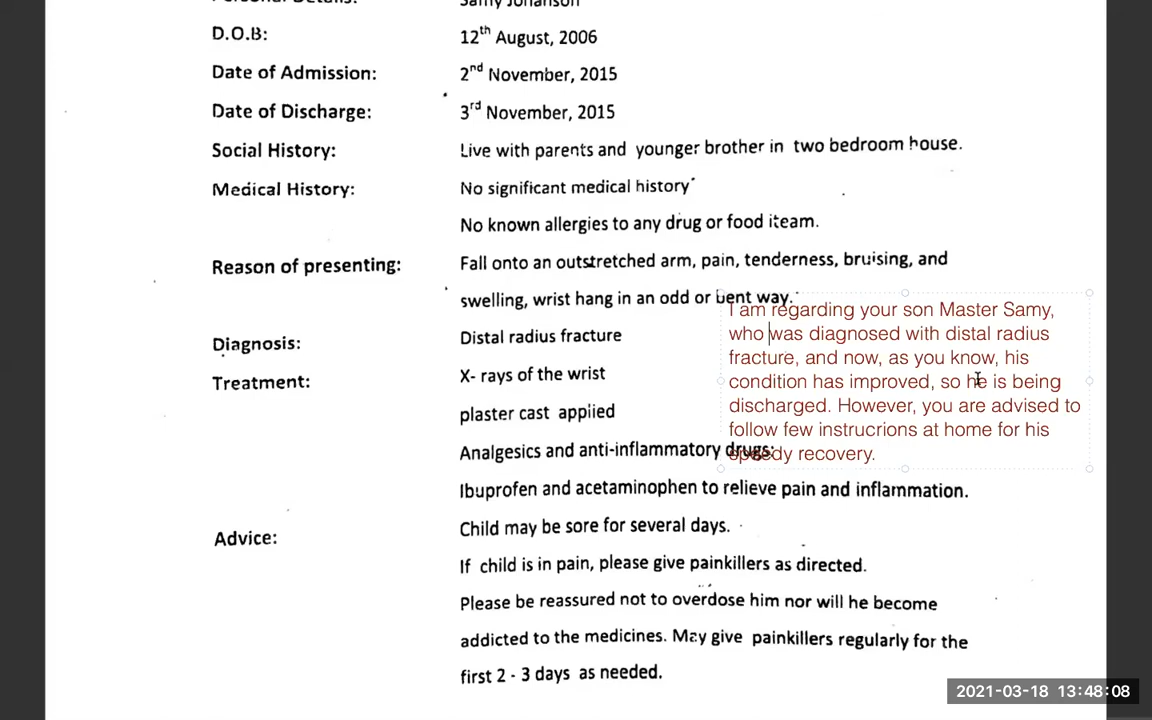 Personal Details: Samy Johanson
D.O.B: 12th August, 2006
Date of Admission: 2nd November, 2015
Date of Discharge: 3rd November, 2015
Social History: Live with parents and younger brother in two bedroom house.
Medical History: No significant medical history
No known allergies to any drug or food iteam.
Reason of presenting: Fall onto an outstretched arm, pain, tenderness, bruising, and
swelling, wrist hang in an odd or bent way.
Diagnosis: Distal radius fracture
Treatment: X- rays of the wrist
plaster cast applied
Analgesics and anti-inflammatory drugs:
Ibuprofen and acetaminophen to relieve pain and inflammation.
Advice: Child may be sore for several days.
If child is in pain, please give painkillers as directed.
Please be reassured not to overdose him nor will he become
addicted to the medicines. May give painkillers regularly for the
first 2 - 3 days as needed.
I am regarding your son Master Samy,
who was diagnosed with distal radius
fracture, and now, as you know, his
condition has improved, so he is being
discharged. However, you are advised to
follow few instrucrions at home for his
speedy recovery.
2021-03-18 13:48:08